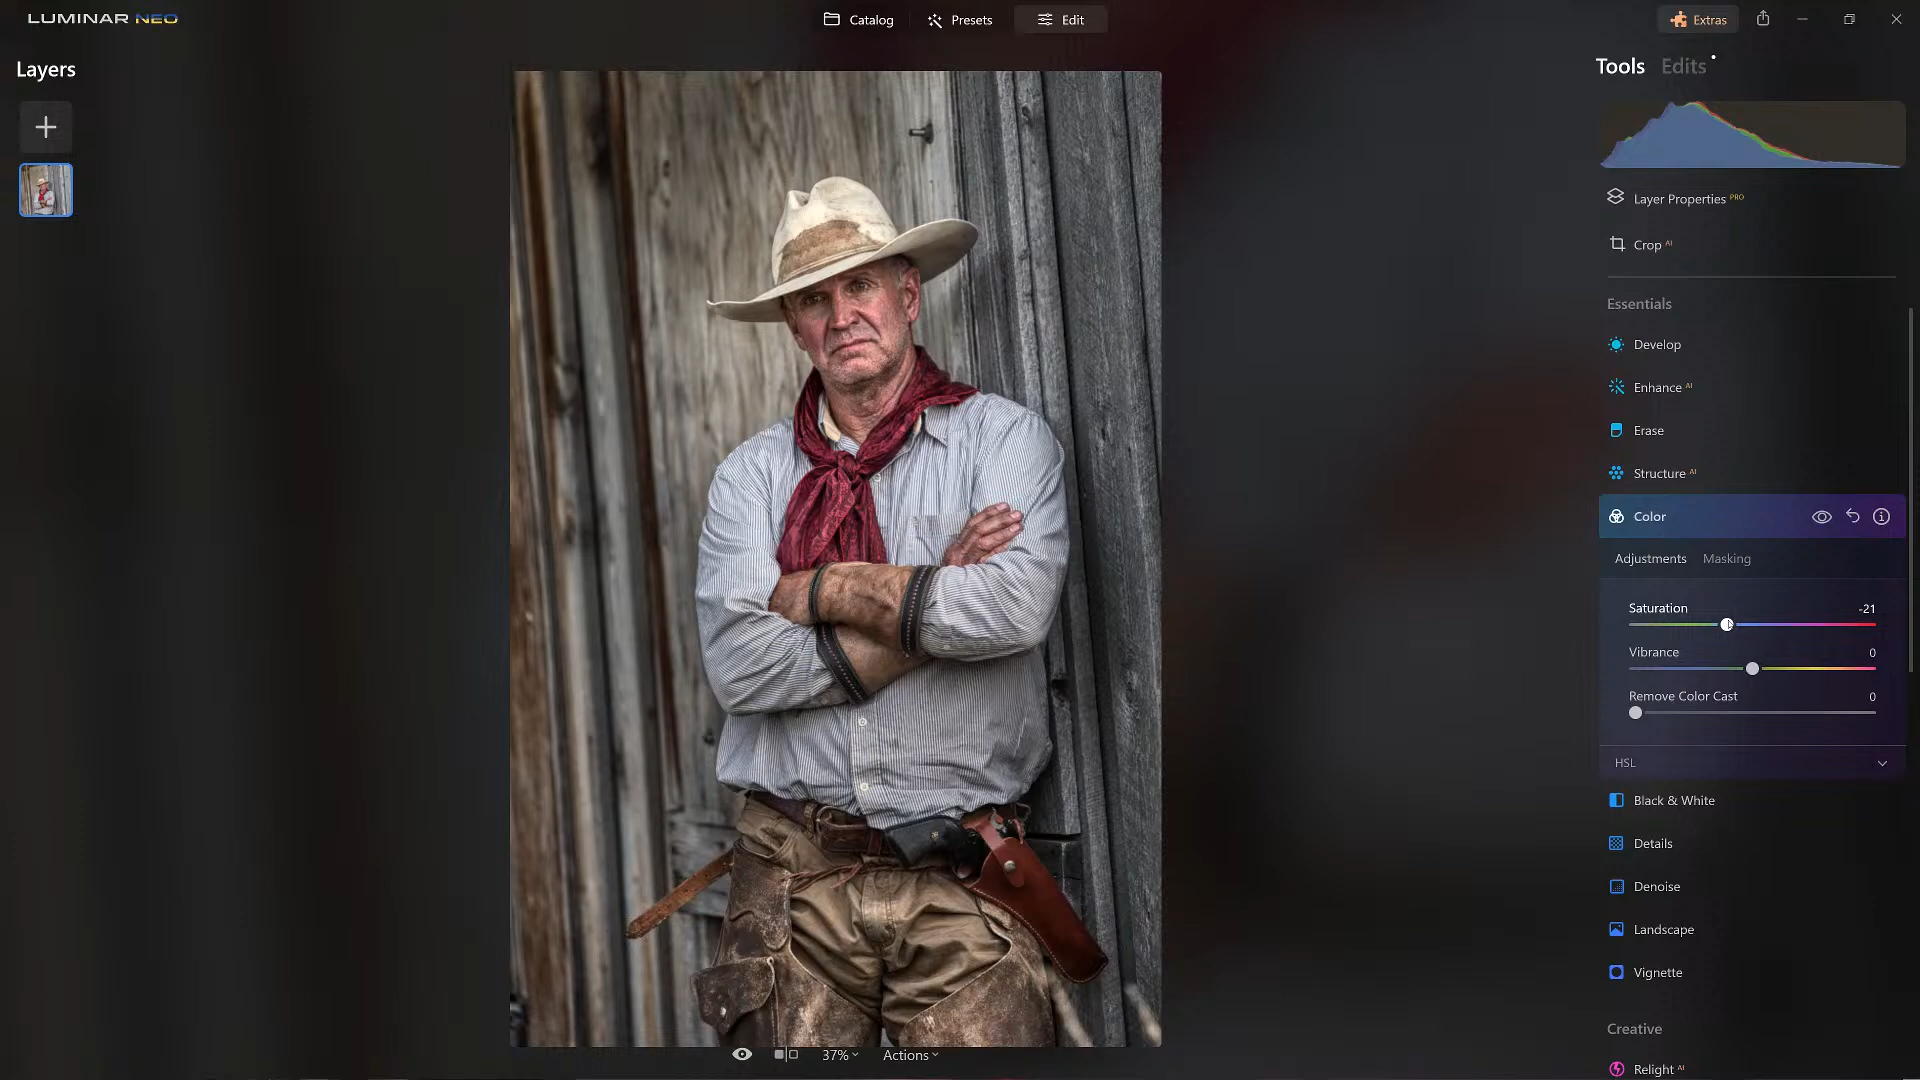 LUMINAR NEO
Catalog
Presets
Edit
Extras
Layers
Tools
Edits
Layer Properties PRO
Crop AI
Essentials
Develop
Enhance AI
Erase
Structure AI
Color
Adjustments
Masking
Saturation -21
Vibrance 0
Remove Color Cast 0
HSL
Black & White
Details
Denoise
Landscape
Vignette
Creative
Relight AI
37%
Actions